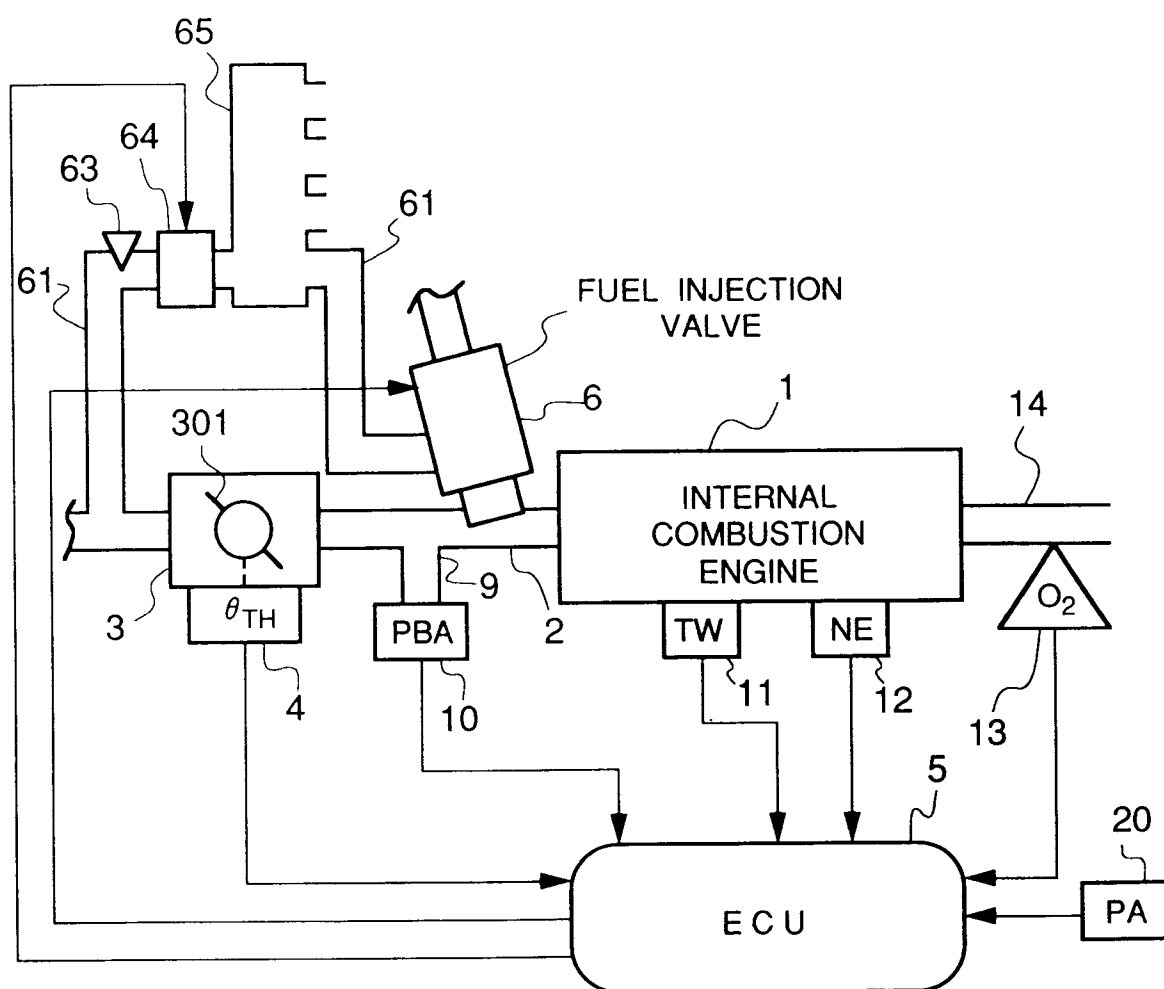 65
64
63
61
61
FUEL INJECTION
VALVE
6
1
14
301
INTERNAL
COMBUSTION
ENGINE
3
θTH
9
2
O2
PBA
TW
NE
4
10
11
12
13
5
20
ECU
PA